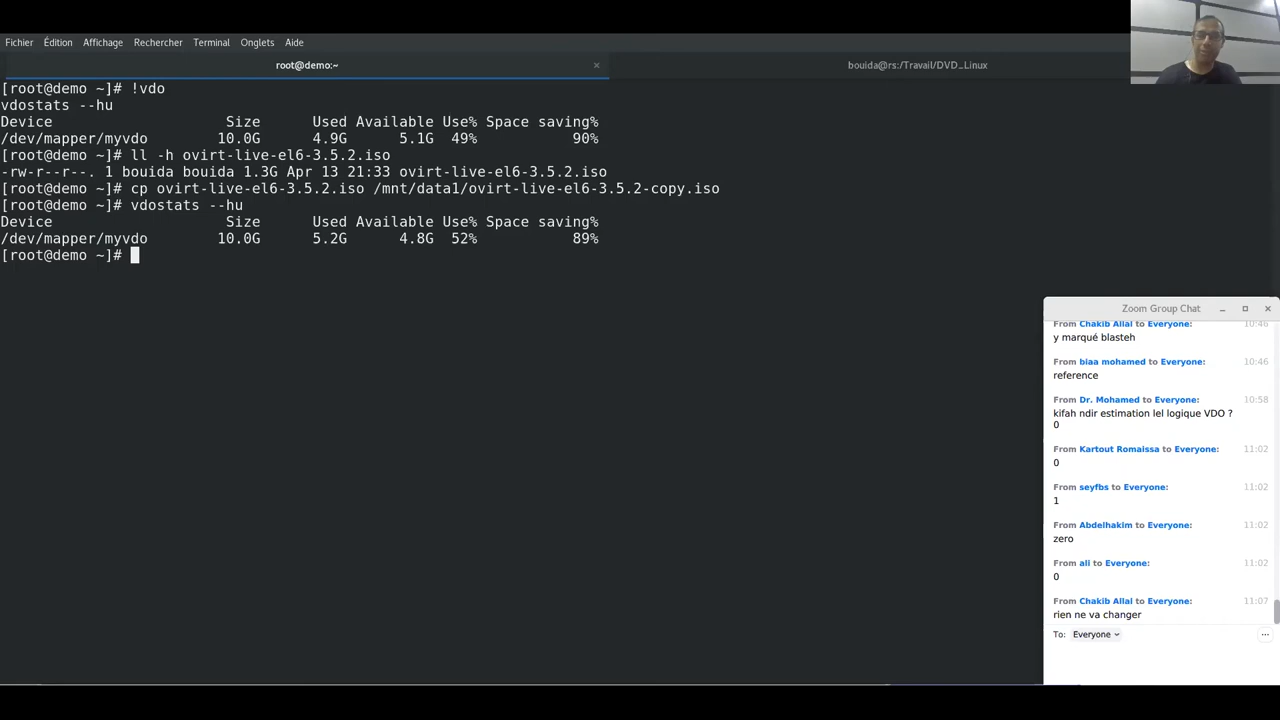 Fichier Édition Affichage Rechercher Terminal Onglets Aide
root@demo:~ × bouida@rs:/Travail/DVD_Linux
[root@demo ~]# !vdo
vdostats --hu
Device Size Used Available Use% Space saving%
/dev/mapper/myvdo 10.0G 4.9G 5.1G 49% 90%
[root@demo ~]# ll -h ovirt-live-el6-3.5.2.iso
-rw-r--r--. 1 bouida bouida 1.3G Apr 13 21:33 ovirt-live-el6-3.5.2.iso
[root@demo ~]# cp ovirt-live-el6-3.5.2.iso /mnt/data1/ovirt-live-el6-3.5.2-copy.iso
[root@demo ~]# vdostats --hu
Device Size Used Available Use% Space saving%
/dev/mapper/myvdo 10.0G 5.2G 4.8G 52% 89%
[root@demo ~]#
Zoom Group Chat
From Chakib Allal to Everyone: 10:46
y marqué blasteh
From biaa mohamed to Everyone: 10:46
reference
From Dr. Mohamed to Everyone: 10:58
kifah ndir estimation lel logique VDO ?
0
From Kartout Romaissa to Everyone: 11:02
0
From seyfbs to Everyone: 11:02
1
From Abdelhakim to Everyone: 11:02
zero
From ali to Everyone: 11:02
0
From Chakib Allal to Everyone: 11:07
rien ne va changer
To: Everyone